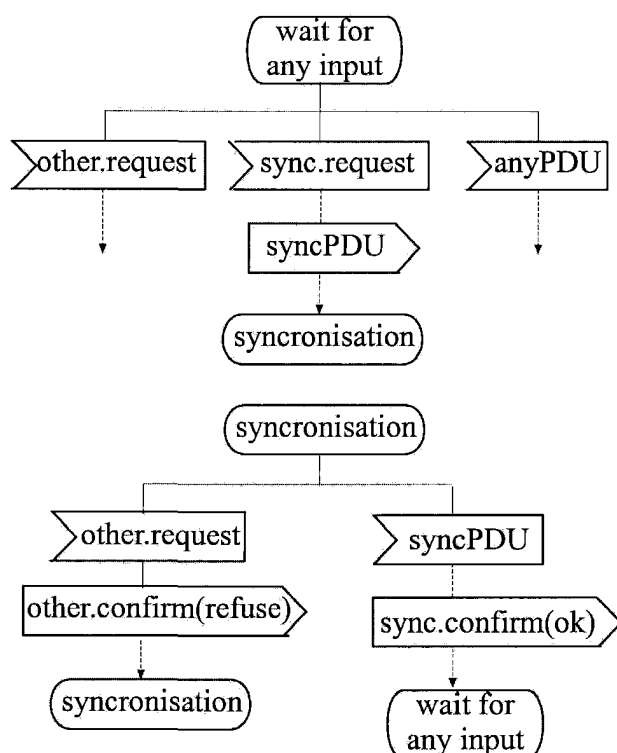 wait for
any input
other.request
sync.request
anyPDU
syncPDU
syncronisation
syncronisation
other.request
syncPDU
other.confirm(refuse)
sync.confirm(ok)
syncronisation
wait for
any input